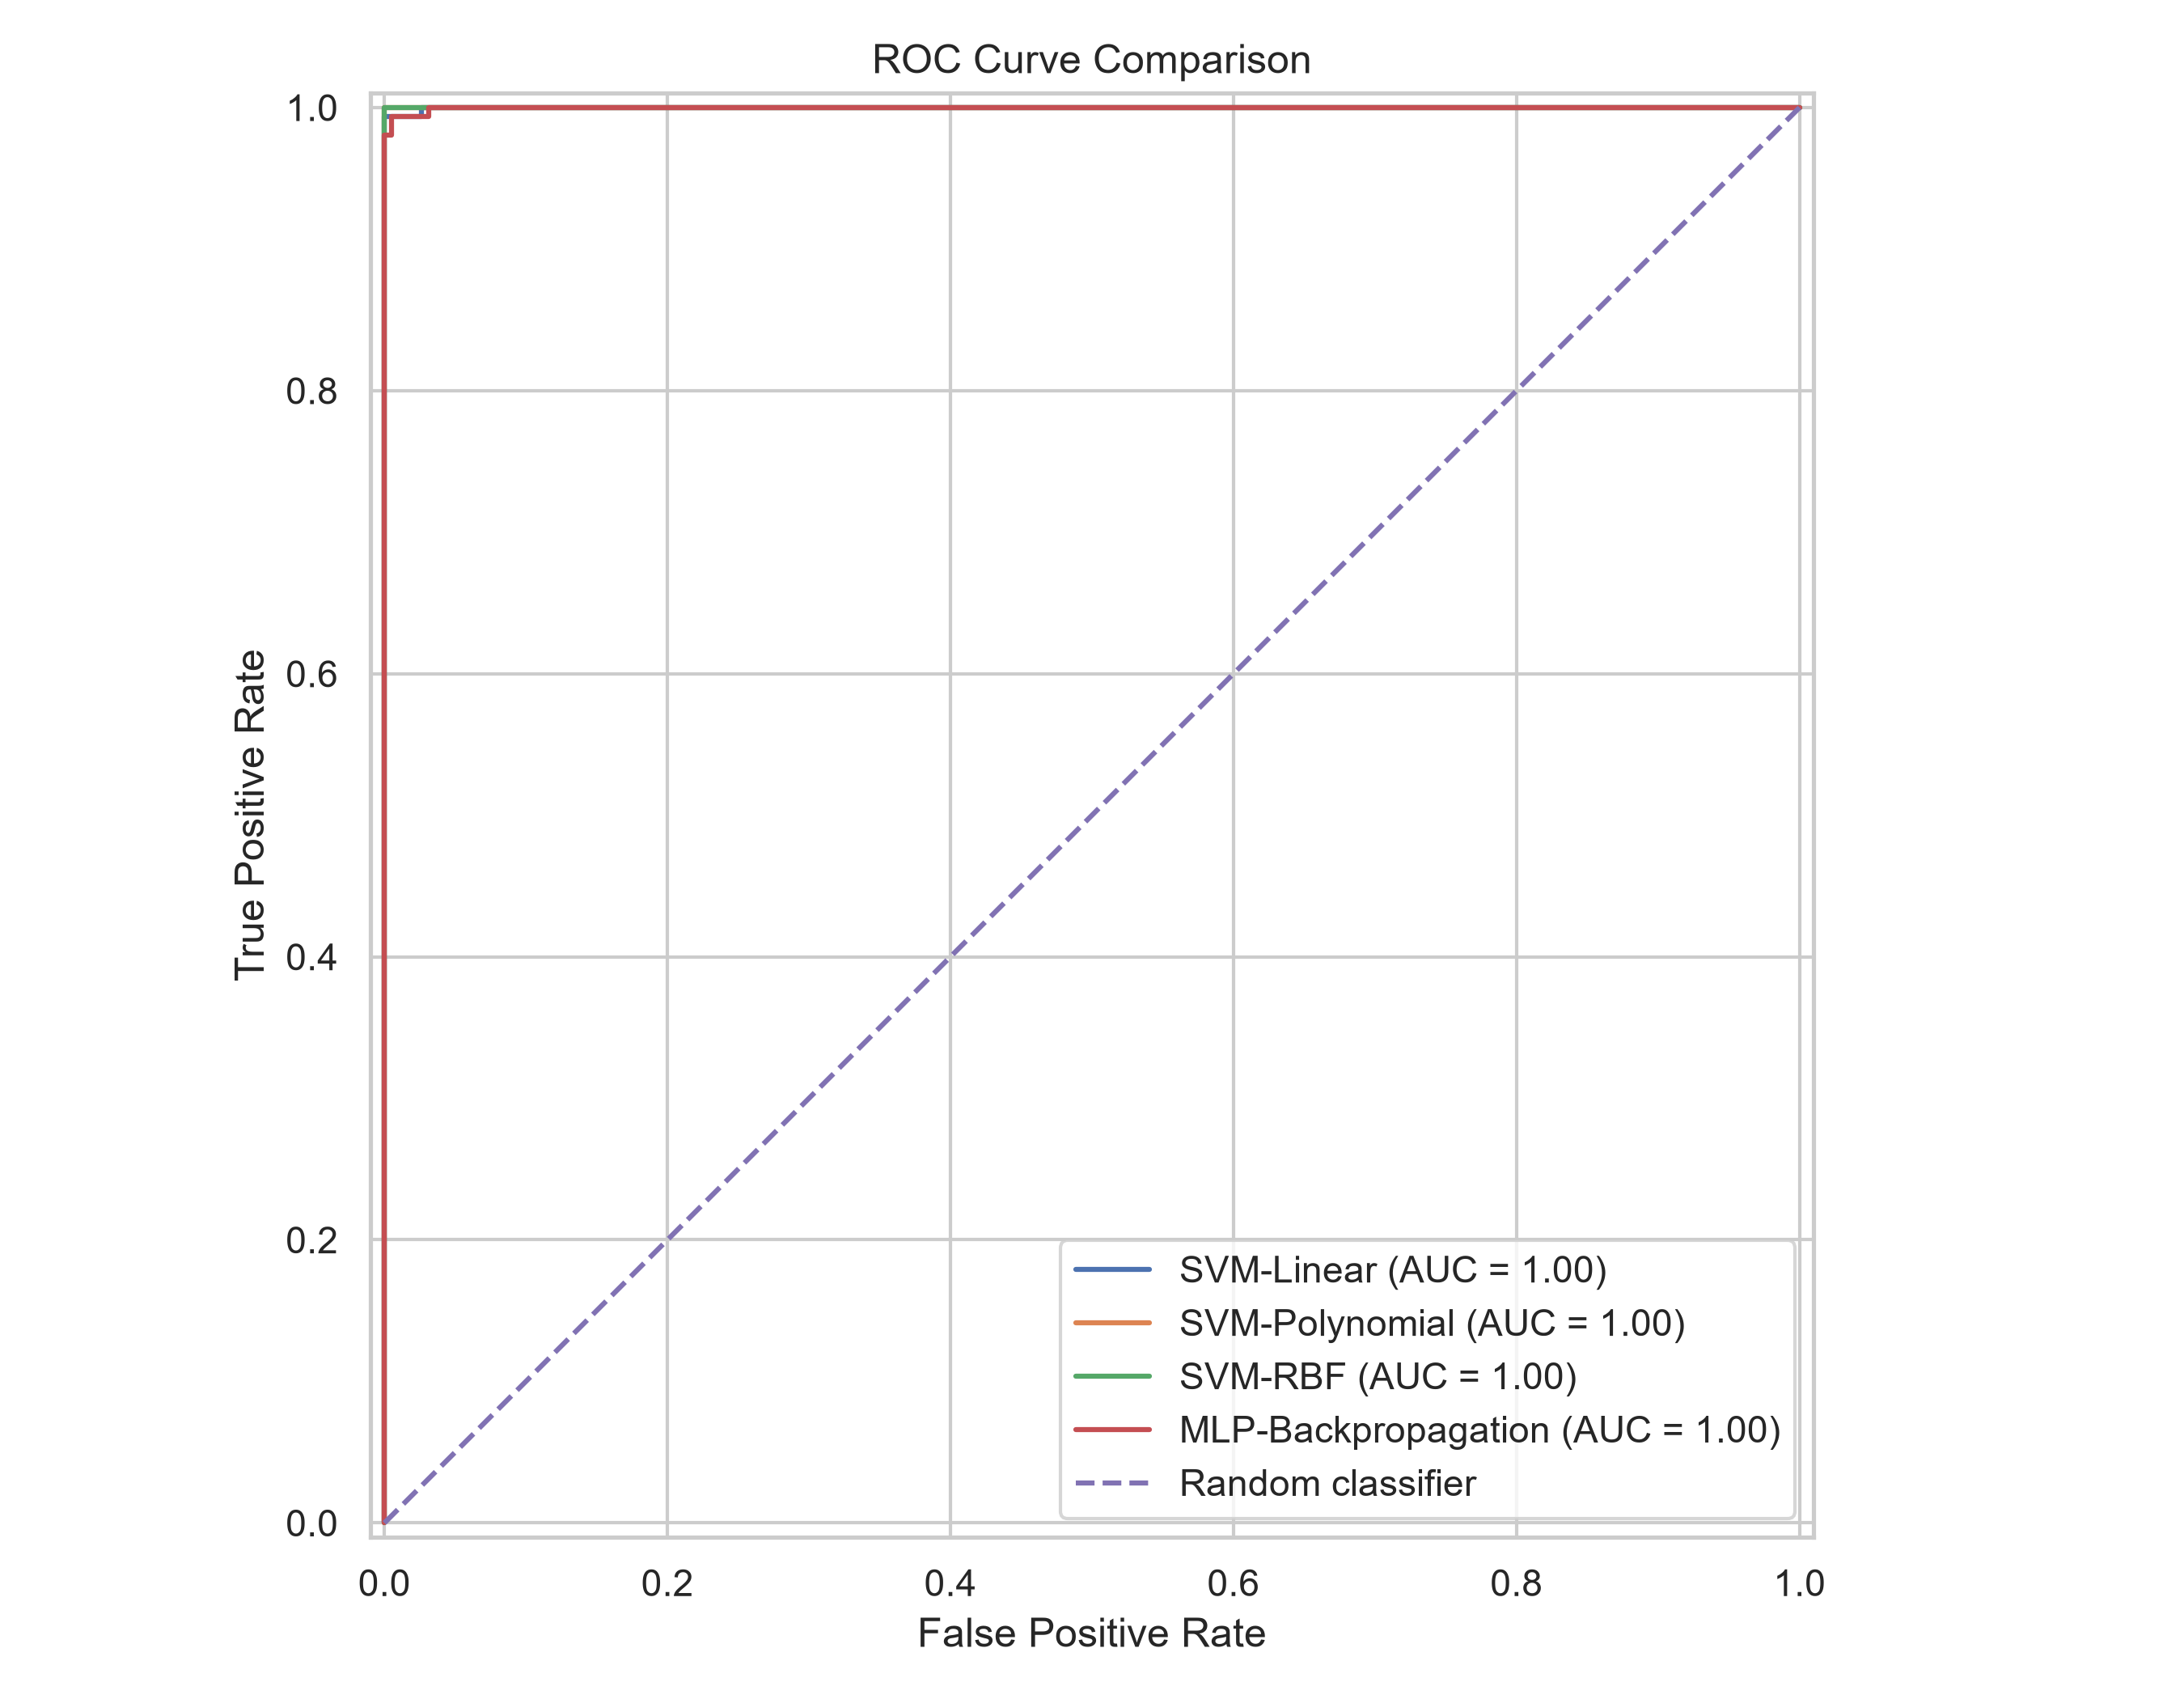 ROC Curve Comparison
1.0
0.8
0.6
0.4
0.2
0.0
True Positive Rate
SVM-Linear (AUC = 1.00)
SVM-Polynomial (AUC = 1.00)
SVM-RBF (AUC = 1.00)
MLP-Backpropagation (AUC = 1.00)
Random classifier
0.0 0.2 0.4 0.6 0.8 1.0
False Positive Rate